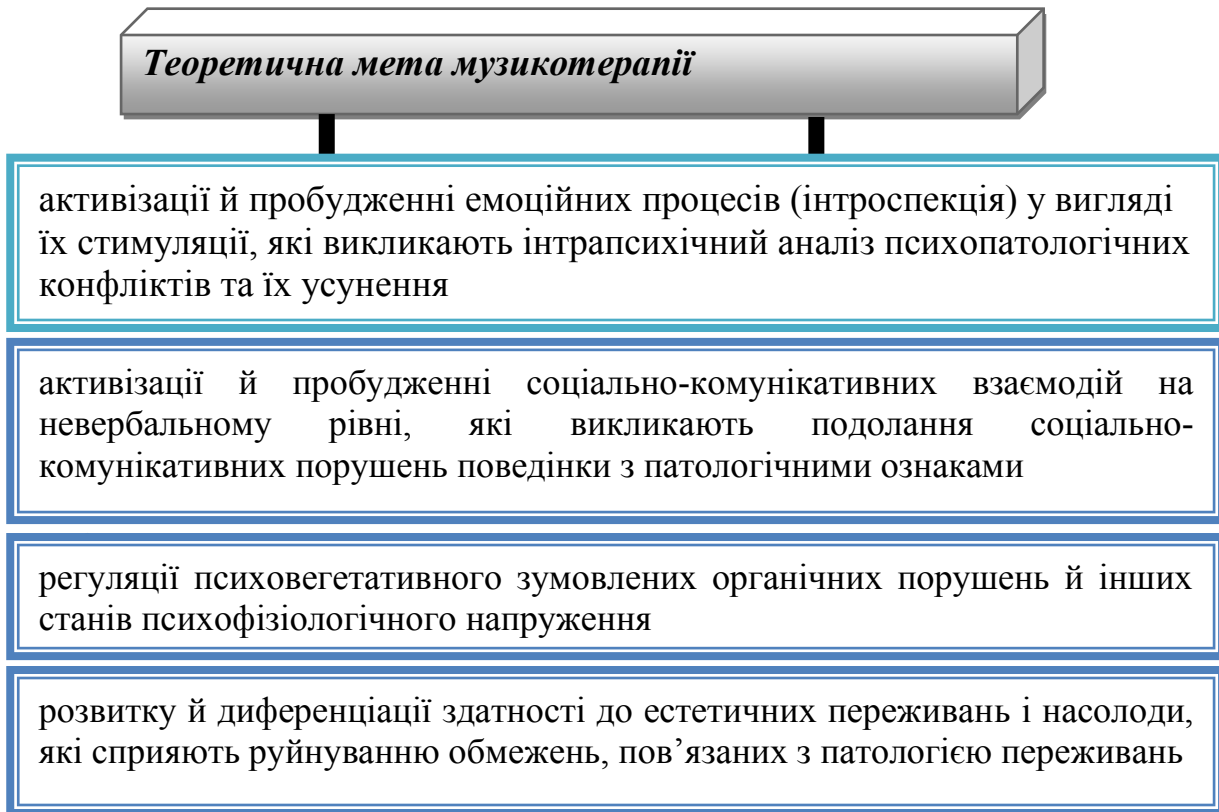 Теоретична мета музикотерапії
активізації й пробудженні емоційних процесів (інтроспекція) у вигляді
їх стимуляції, які викликають інтрапсихічний аналіз психопатологічних
конфліктів та їх усунення
активізації й пробудженні соціально-комунікативних взаємодій на
невербальному рівні, які викликають подолання соціально-
комунікативних порушень поведінки з патологічними ознаками
регуляції психовегетативного зумовлених органічних порушень й інших
станів психофізіологічного напруження
розвитку й диференціації здатності до естетичних переживань і насолоди,
які сприяють руйнуванню обмежень, пов’язаних з патологією переживань